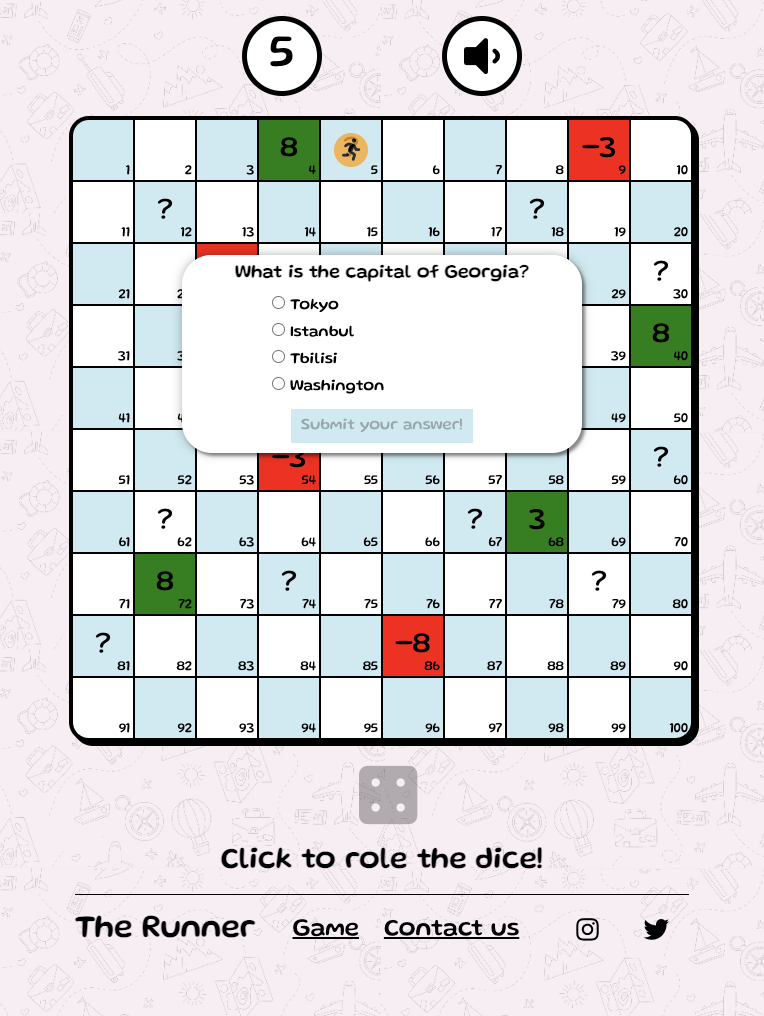 5
8 -3
1 2 3 4 5 6 7 8 9 10
? ?
11 12 13 14 15 16 17 18 19 20
?
21 29 30
8
31 39 40
41 49 50
What is the capital of Georgia?
Tokyo
Istanbul
Tbilisi
Washington
Submit your answer!
-3 ?
51 52 53 54 55 56 57 58 59 60
? ? 3
61 62 63 64 65 66 67 68 69 70
8 ? ?
71 72 73 74 75 76 77 78 79 80
? -8
81 82 83 84 85 86 87 88 89 90
91 92 93 94 95 96 97 98 99 100
Click to role the dice!
The Runner Game Contact us